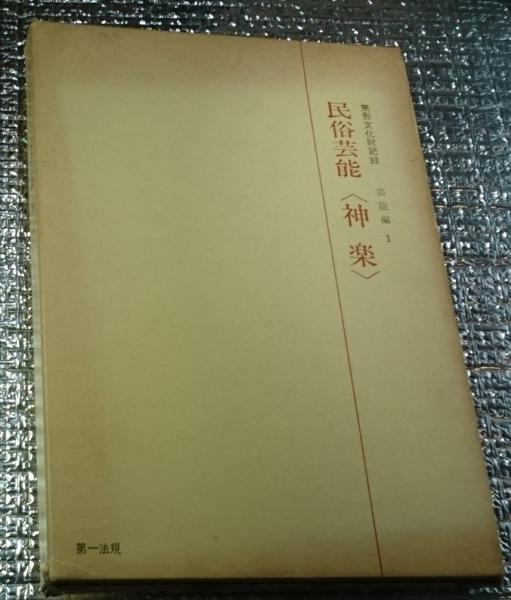 無形文化財記録
芸能編1
民俗芸能〈神楽〉
第一法規